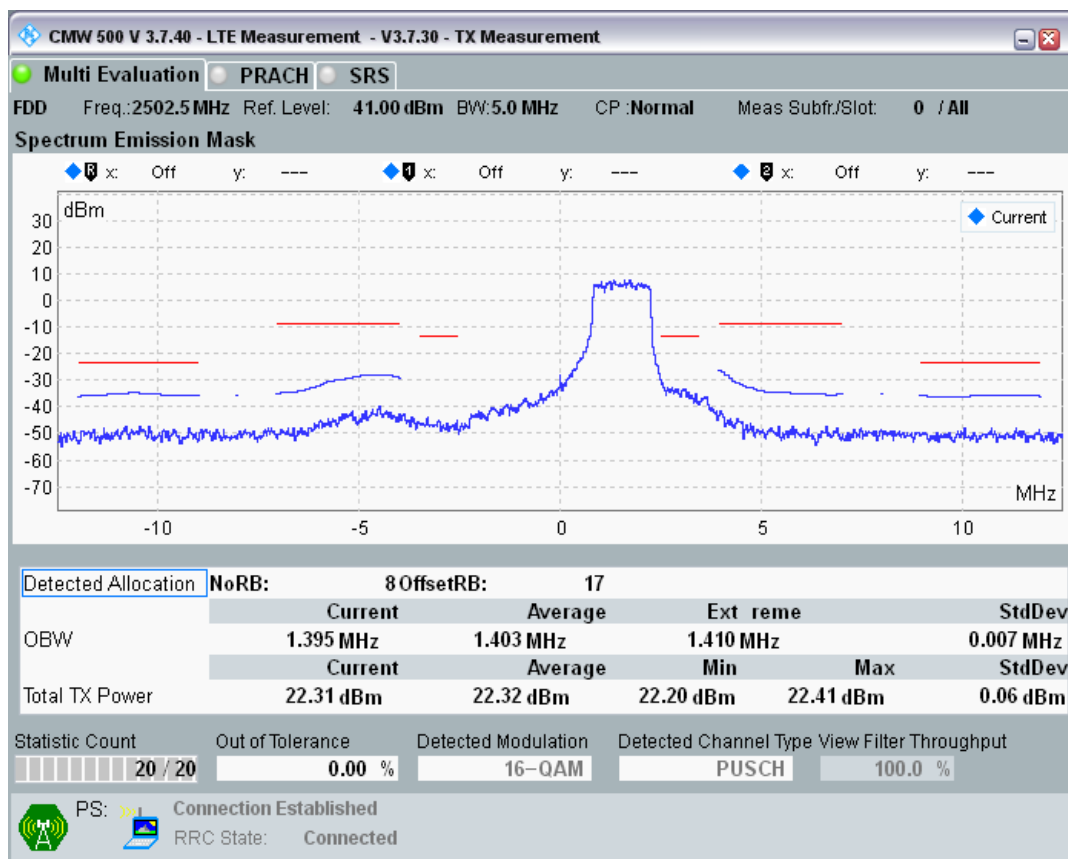 CMW 500 V 3.7.40 - LTE Measurement - V3.7.30 - TX Measurement
Multi Evaluation PRACH SRS
FDD Freq.:2502.5 MHz Ref. Level: 41.00 dBm BW:5.0 MHz CP :Normal Meas Subfr./Slot: 0 / All
Spectrum Emission Mask
R x: Off y: --- 1 x: Off y: --- 2 x: Off y: ---
dBm
Current
30
20
10
0
-10
-20
-30
-40
-50
-60
-70
MHz
-10 -5 0 5 10
Detected Allocation NoRB: 8 OffsetRB: 17
Current Average Ext reme StdDev
OBW 1.395 MHz 1.403 MHz 1.410 MHz 0.007 MHz
Current Average Min Max StdDev
Total TX Power 22.31 dBm 22.32 dBm 22.20 dBm 22.41 dBm 0.06 dBm
Statistic Count Out of Tolerance Detected Modulation Detected Channel Type View Filter Throughput
20 / 20 0.00 % 16-QAM PUSCH 100.0 %
PS: Connection Established
RRC State: Connected